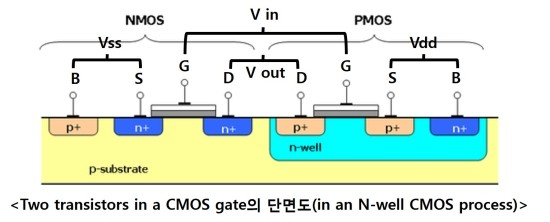 NMOS V in PMOS
Vss Vdd
B S G D V out D G S B
p+ n+ n+ p+ p+ n+
n-well
p-substrate
<Two transistors in a CMOS gate의 단면도(in an N-well CMOS process)>